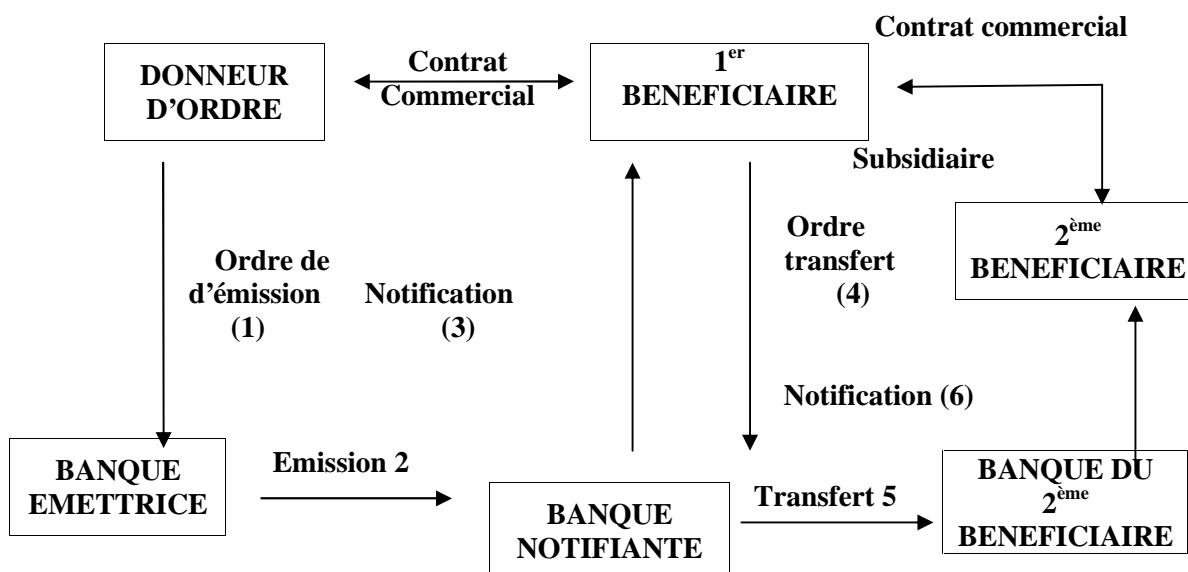 Contrat commercial
DONNEUR
D’ORDRE
Contrat
Commercial
1er
BENEFICIAIRE
Subsidiaire
2ème
BENEFICIAIRE
Ordre
transfert
(4)
Ordre de
d’émission
(1)
Notification
(3)
Notification (6)
BANQUE
EMETTRICE
Emission 2
BANQUE
NOTIFIANTE
Transfert 5
BANQUE DU
2ème
BENEFICIAIRE